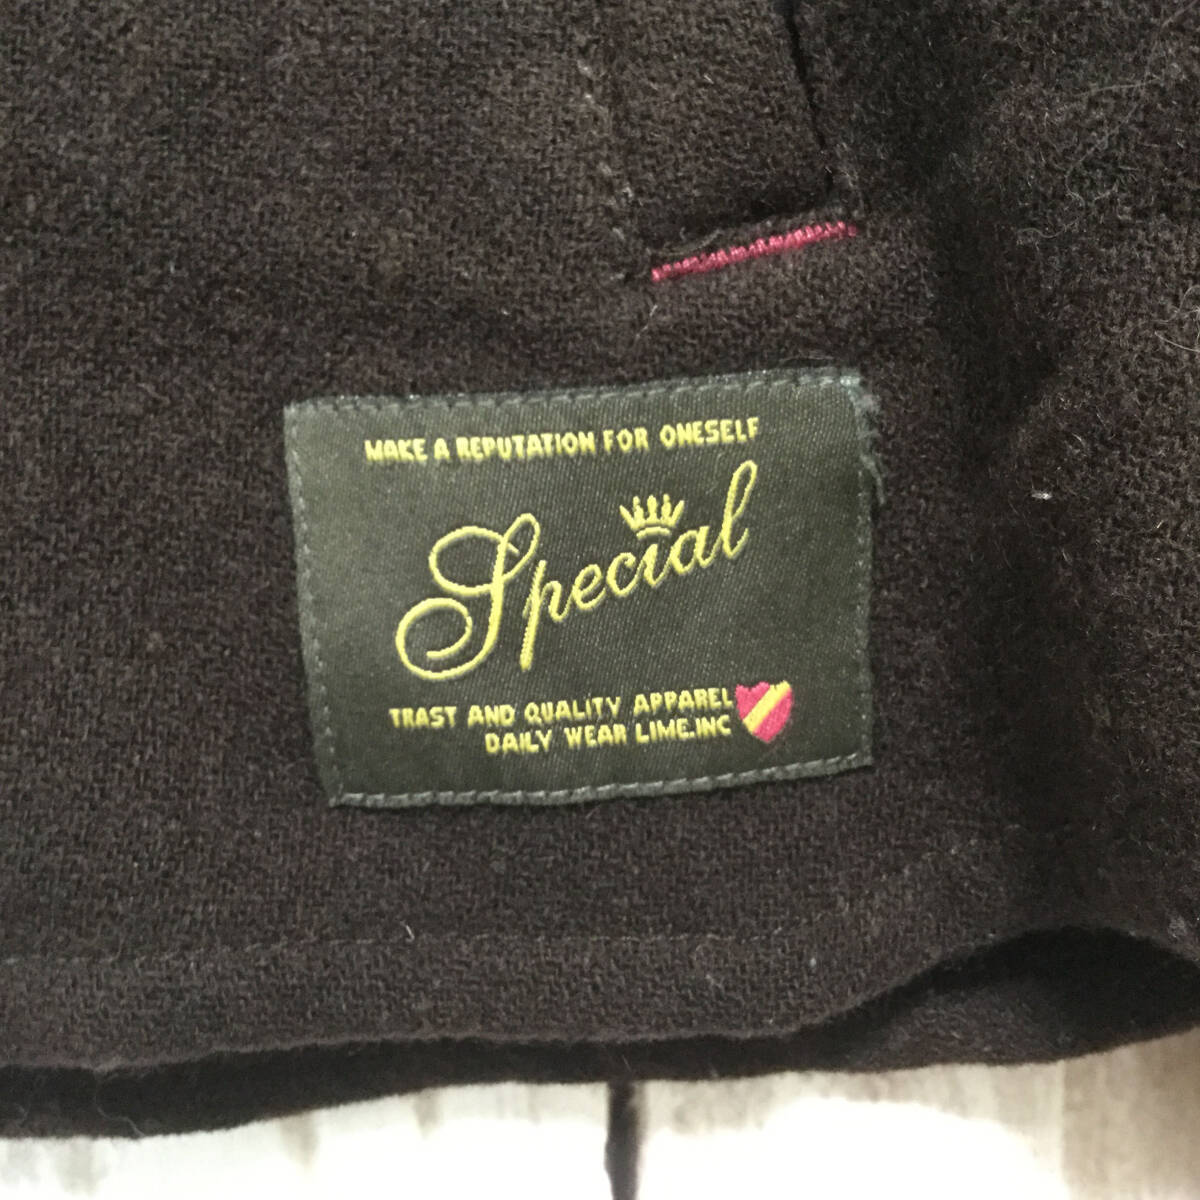 MAKE A REPUTATION FOR ONESELF
Special
TRAST AND QUALITY APPAREL
DAILY WEAR LIME.INC